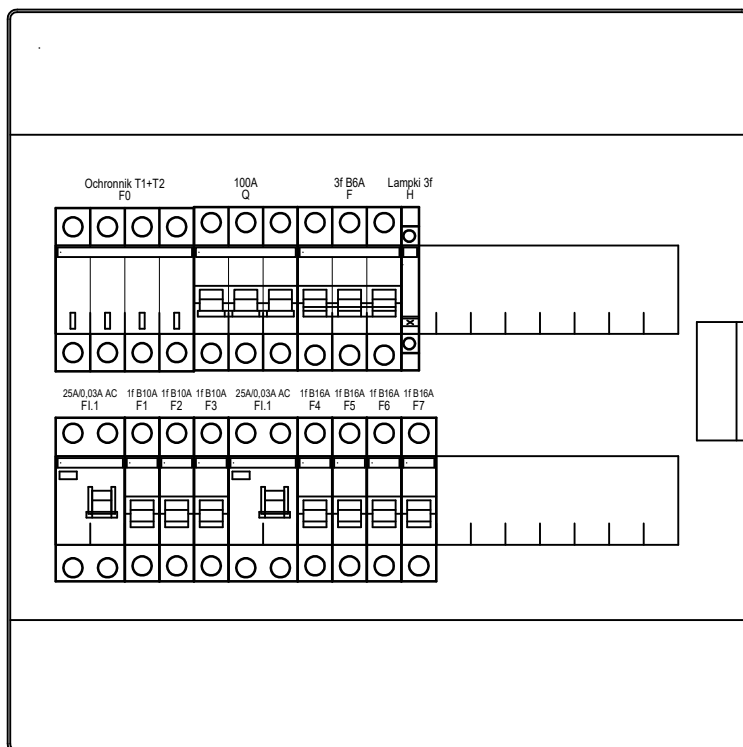 Ochronnik T1+T2 100A 3f B6A Lampki 3f
F0 Q F H
25A/0,03A AC 1f B10A 1f B10A 1f B10A 25A/0,03A AC 1f B16A 1f B16A 1f B16A 1f B16A
FI.1 F1 F2 F3 FI.1 F4 F5 F6 F7